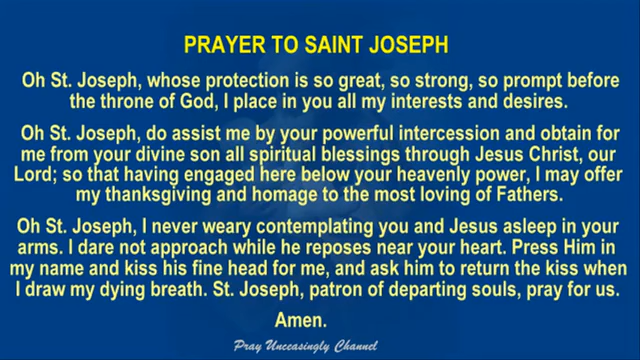 PRAYER TO SAINT JOSEPH
Oh St. Joseph, whose protection is so great, so strong, so prompt before
the throne of God, I place in you all my interests and desires.
Oh St. Joseph, do assist me by your powerful intercession and obtain for
me from your divine son all spiritual blessings through Jesus Christ, our
Lord; so that having engaged here below your heavenly power, I may offer
my thanksgiving and homage to the most loving of Fathers.
Oh St. Joseph, I never weary contemplating you and Jesus asleep in your
arms. I dare not approach while he reposes near your heart. Press Him in
my name and kiss his fine head for me, and ask him to return the kiss when
I draw my dying breath. St. Joseph, patron of departing souls, pray for us.
Amen.
Pray Unceasingly Channel